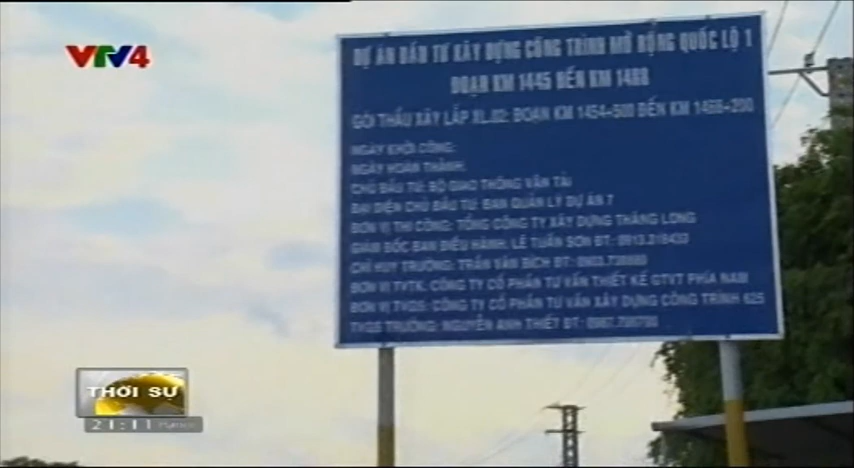 VTV4
DỰ ÁN ĐẦU TƯ XÂY DỰNG CÔNG TRÌNH MỞ RỘNG QUỐC LỘ 1
ĐOẠN KM 1445 ĐẾN KM 1488
GÓI THẦU XÂY LẮP XL.02: ĐOẠN KM 1454+500 ĐẾN KM
NGÀY KHỞI CÔNG:
NGÀY HOÀN THÀNH:
CHỦ ĐẦU TƯ: BỘ GIAO THÔNG VẬN TẢI
ĐẠI DIỆN CHỦ ĐẦU TƯ: BAN QUẢN LÝ DỰ ÁN 7
ĐƠN VỊ THI CÔNG: TỔNG CÔNG TY XÂY DỰNG THĂNG LONG
GIÁM ĐỐC BAN ĐIỀU HÀNH: LÊ TUẤN SƠN ĐT:
CHỈ HUY TRƯỞNG: TRẦN VĂN BÍCH ĐT:
ĐƠN VỊ TVTK: CÔNG TY CỔ PHẦN TƯ VẤN THIẾT KẾ GTVT PHÍA NAM
ĐƠN VỊ TVGS: CÔNG TY CỔ PHẦN TƯ VẤN XÂY DỰNG CÔNG TRÌNH 625
TVGS TRƯỞNG: NGUYỄN ANH THIẾT ĐT:
THỜI SỰ
21:11